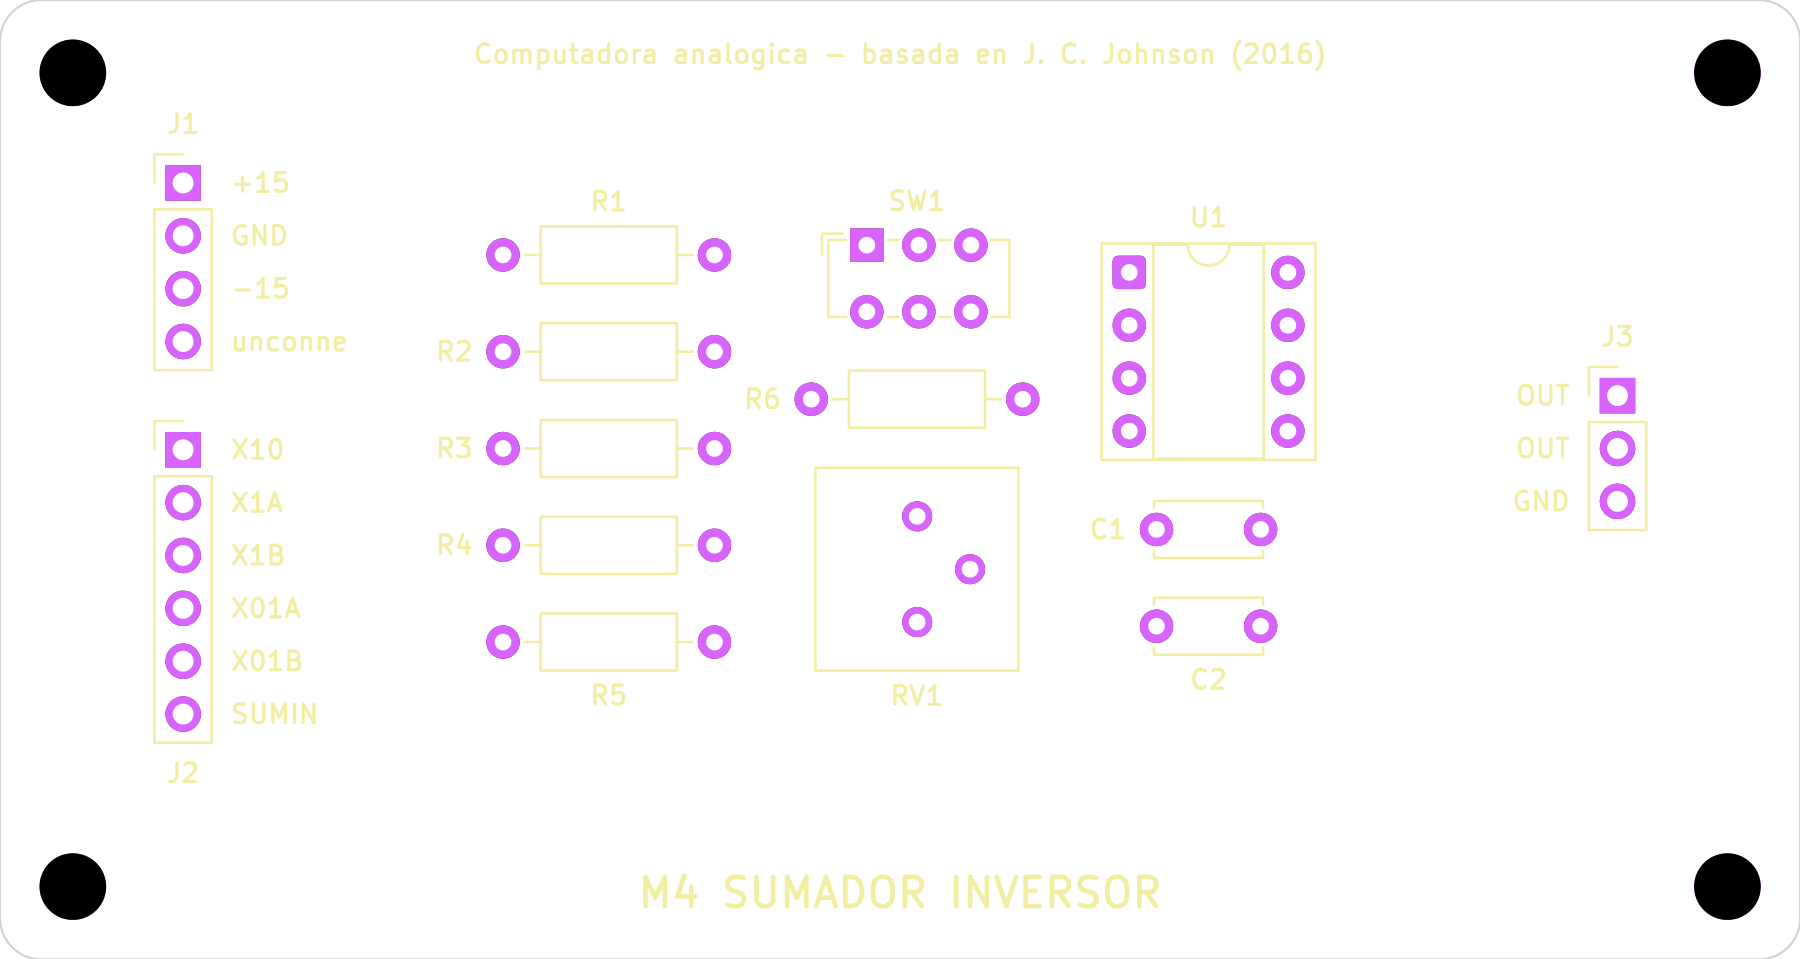 Computadora analogica - basada en J. C. Johnson (2016)
J1
+15
GND
-15
unconne
R1
SW1
U1
R2
R6
J3
OUT
OUT
GND
X10
X1A
X1B
X01A
X01B
SUMIN
J2
R3
R4
R5
RV1
C1
C2
M4 SUMADOR INVERSOR